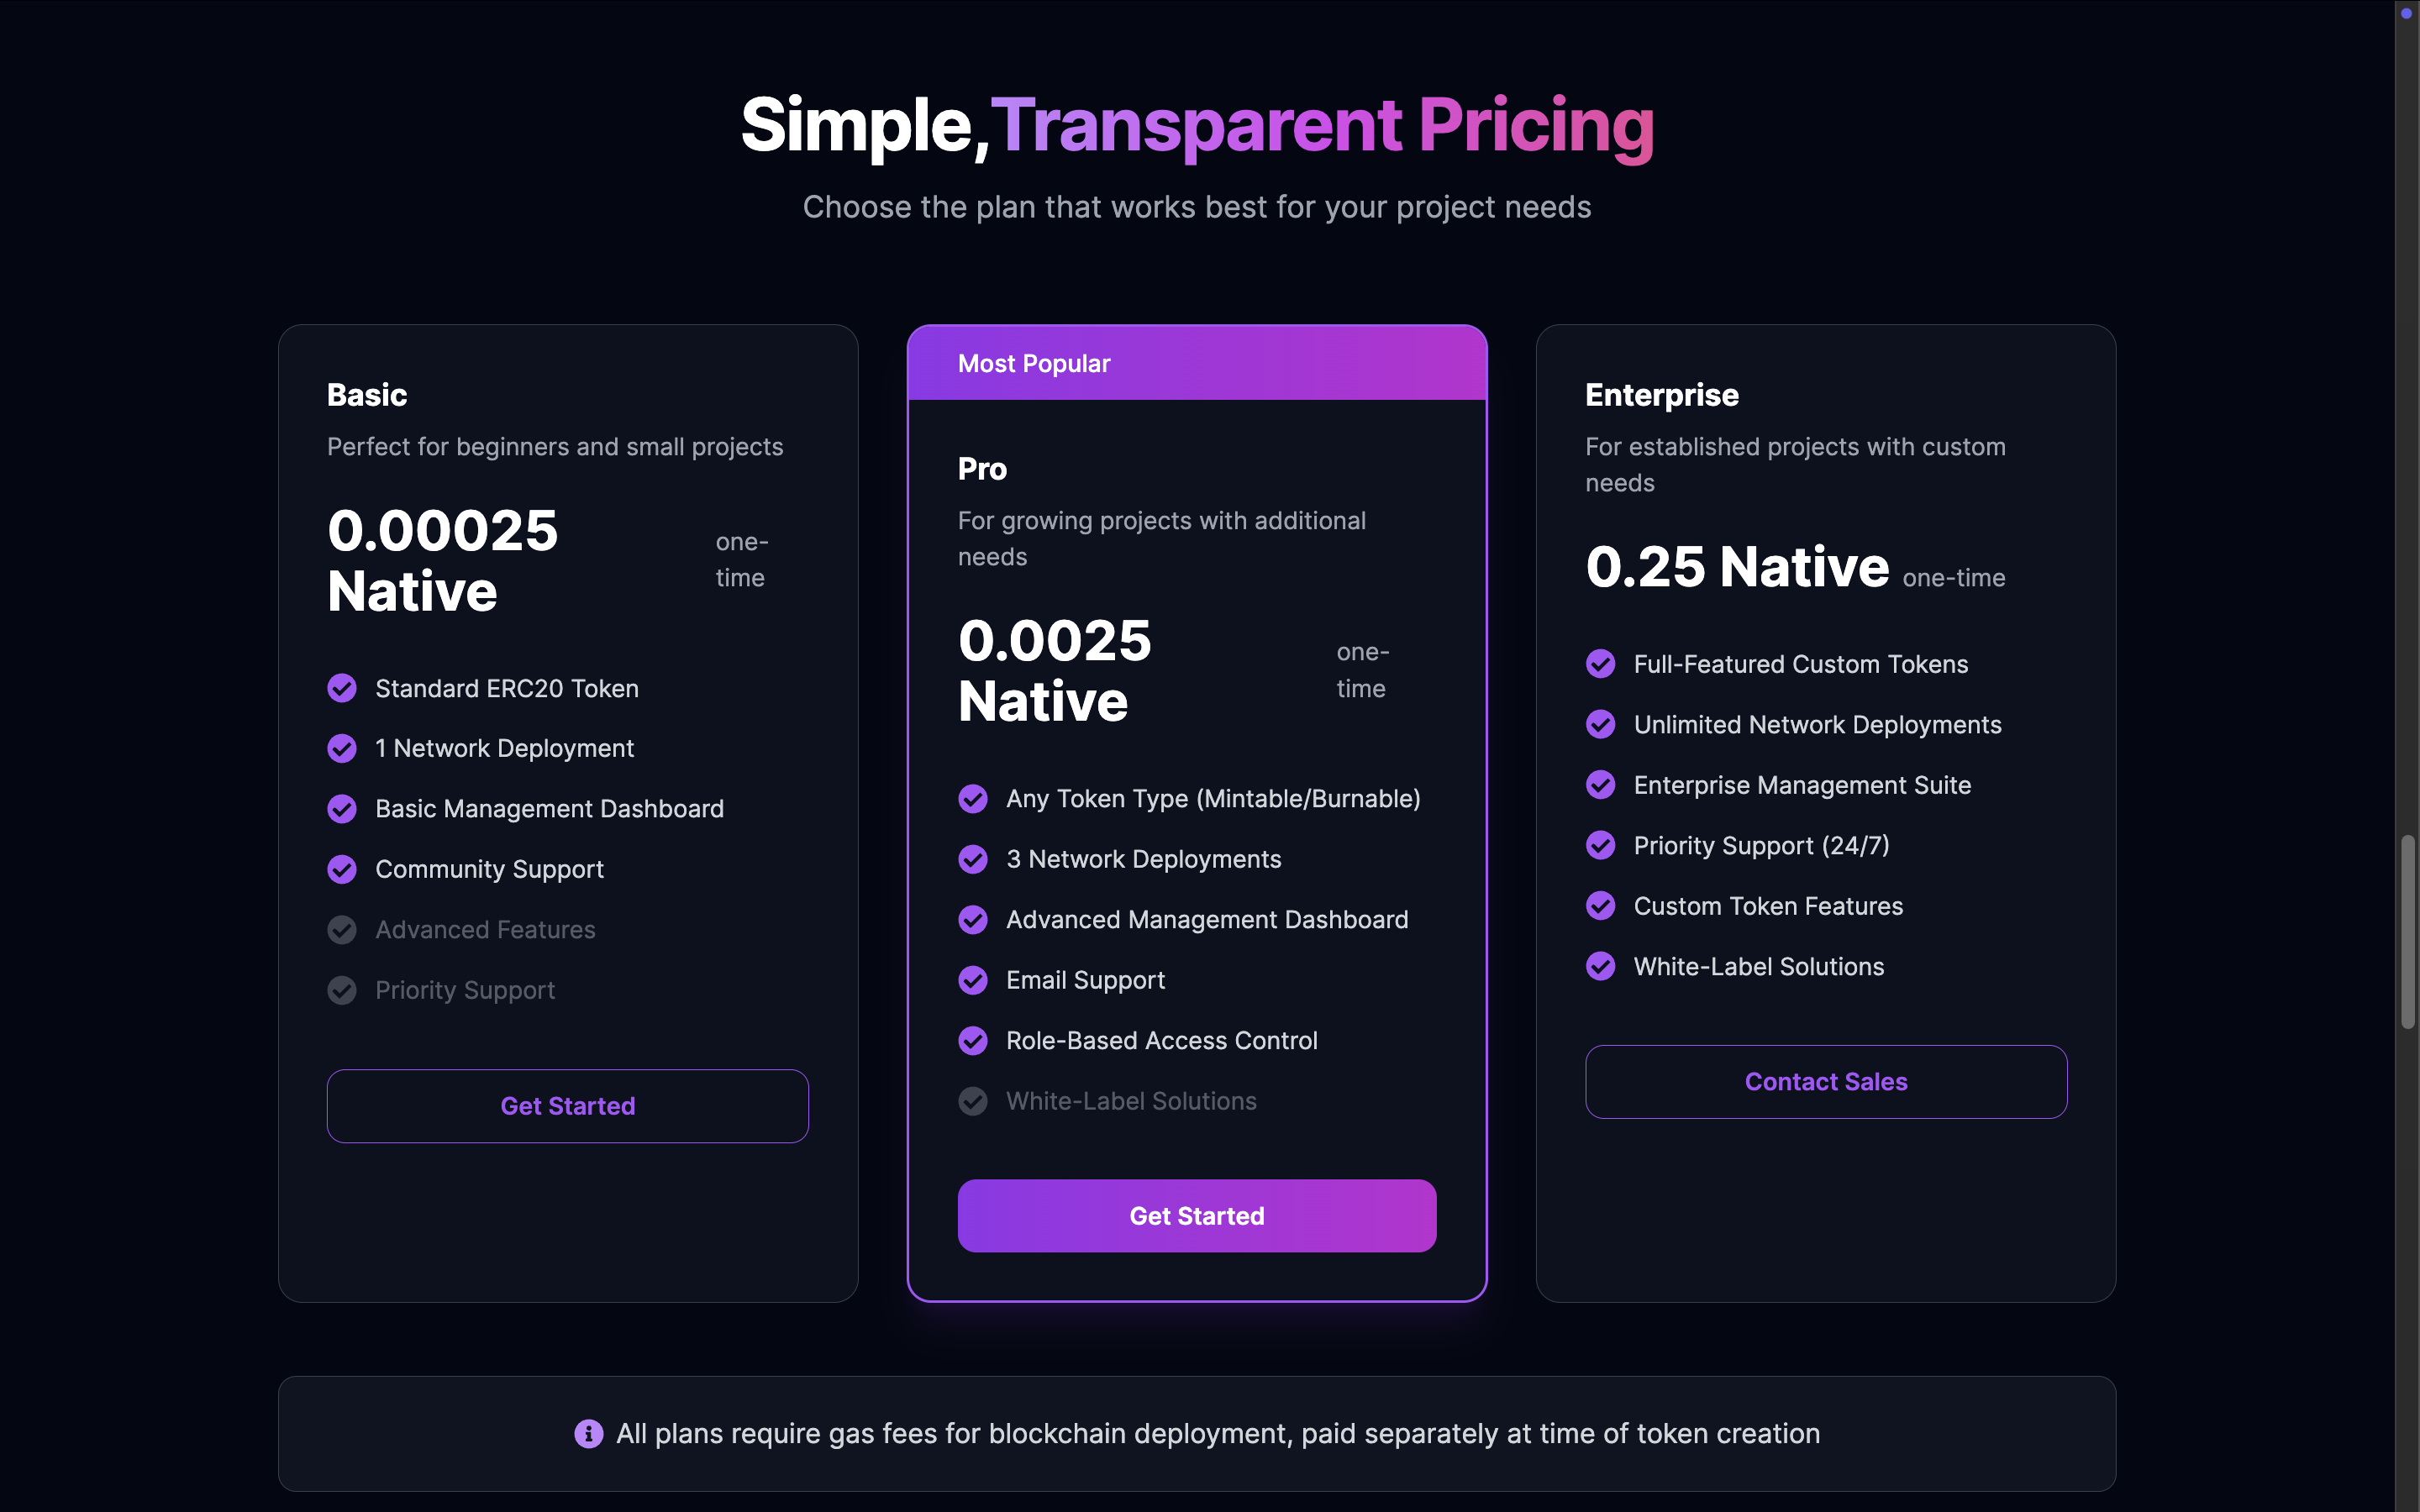 Simple,Transparent Pricing
Choose the plan that works best for your project needs
Basic
Perfect for beginners and small projects
0.00025
Native
one-
time
Standard ERC20 Token
1 Network Deployment
Basic Management Dashboard
Community Support
Advanced Features
Priority Support
Get Started
Most Popular
Pro
For growing projects with additional
needs
0.0025
Native
one-
time
Any Token Type (Mintable/Burnable)
3 Network Deployments
Advanced Management Dashboard
Email Support
Role-Based Access Control
White-Label Solutions
Get Started
Enterprise
For established projects with custom
needs
0.25 Native one-time
Full-Featured Custom Tokens
Unlimited Network Deployments
Enterprise Management Suite
Priority Support (24/7)
Custom Token Features
White-Label Solutions
Contact Sales
All plans require gas fees for blockchain deployment, paid separately at time of token creation